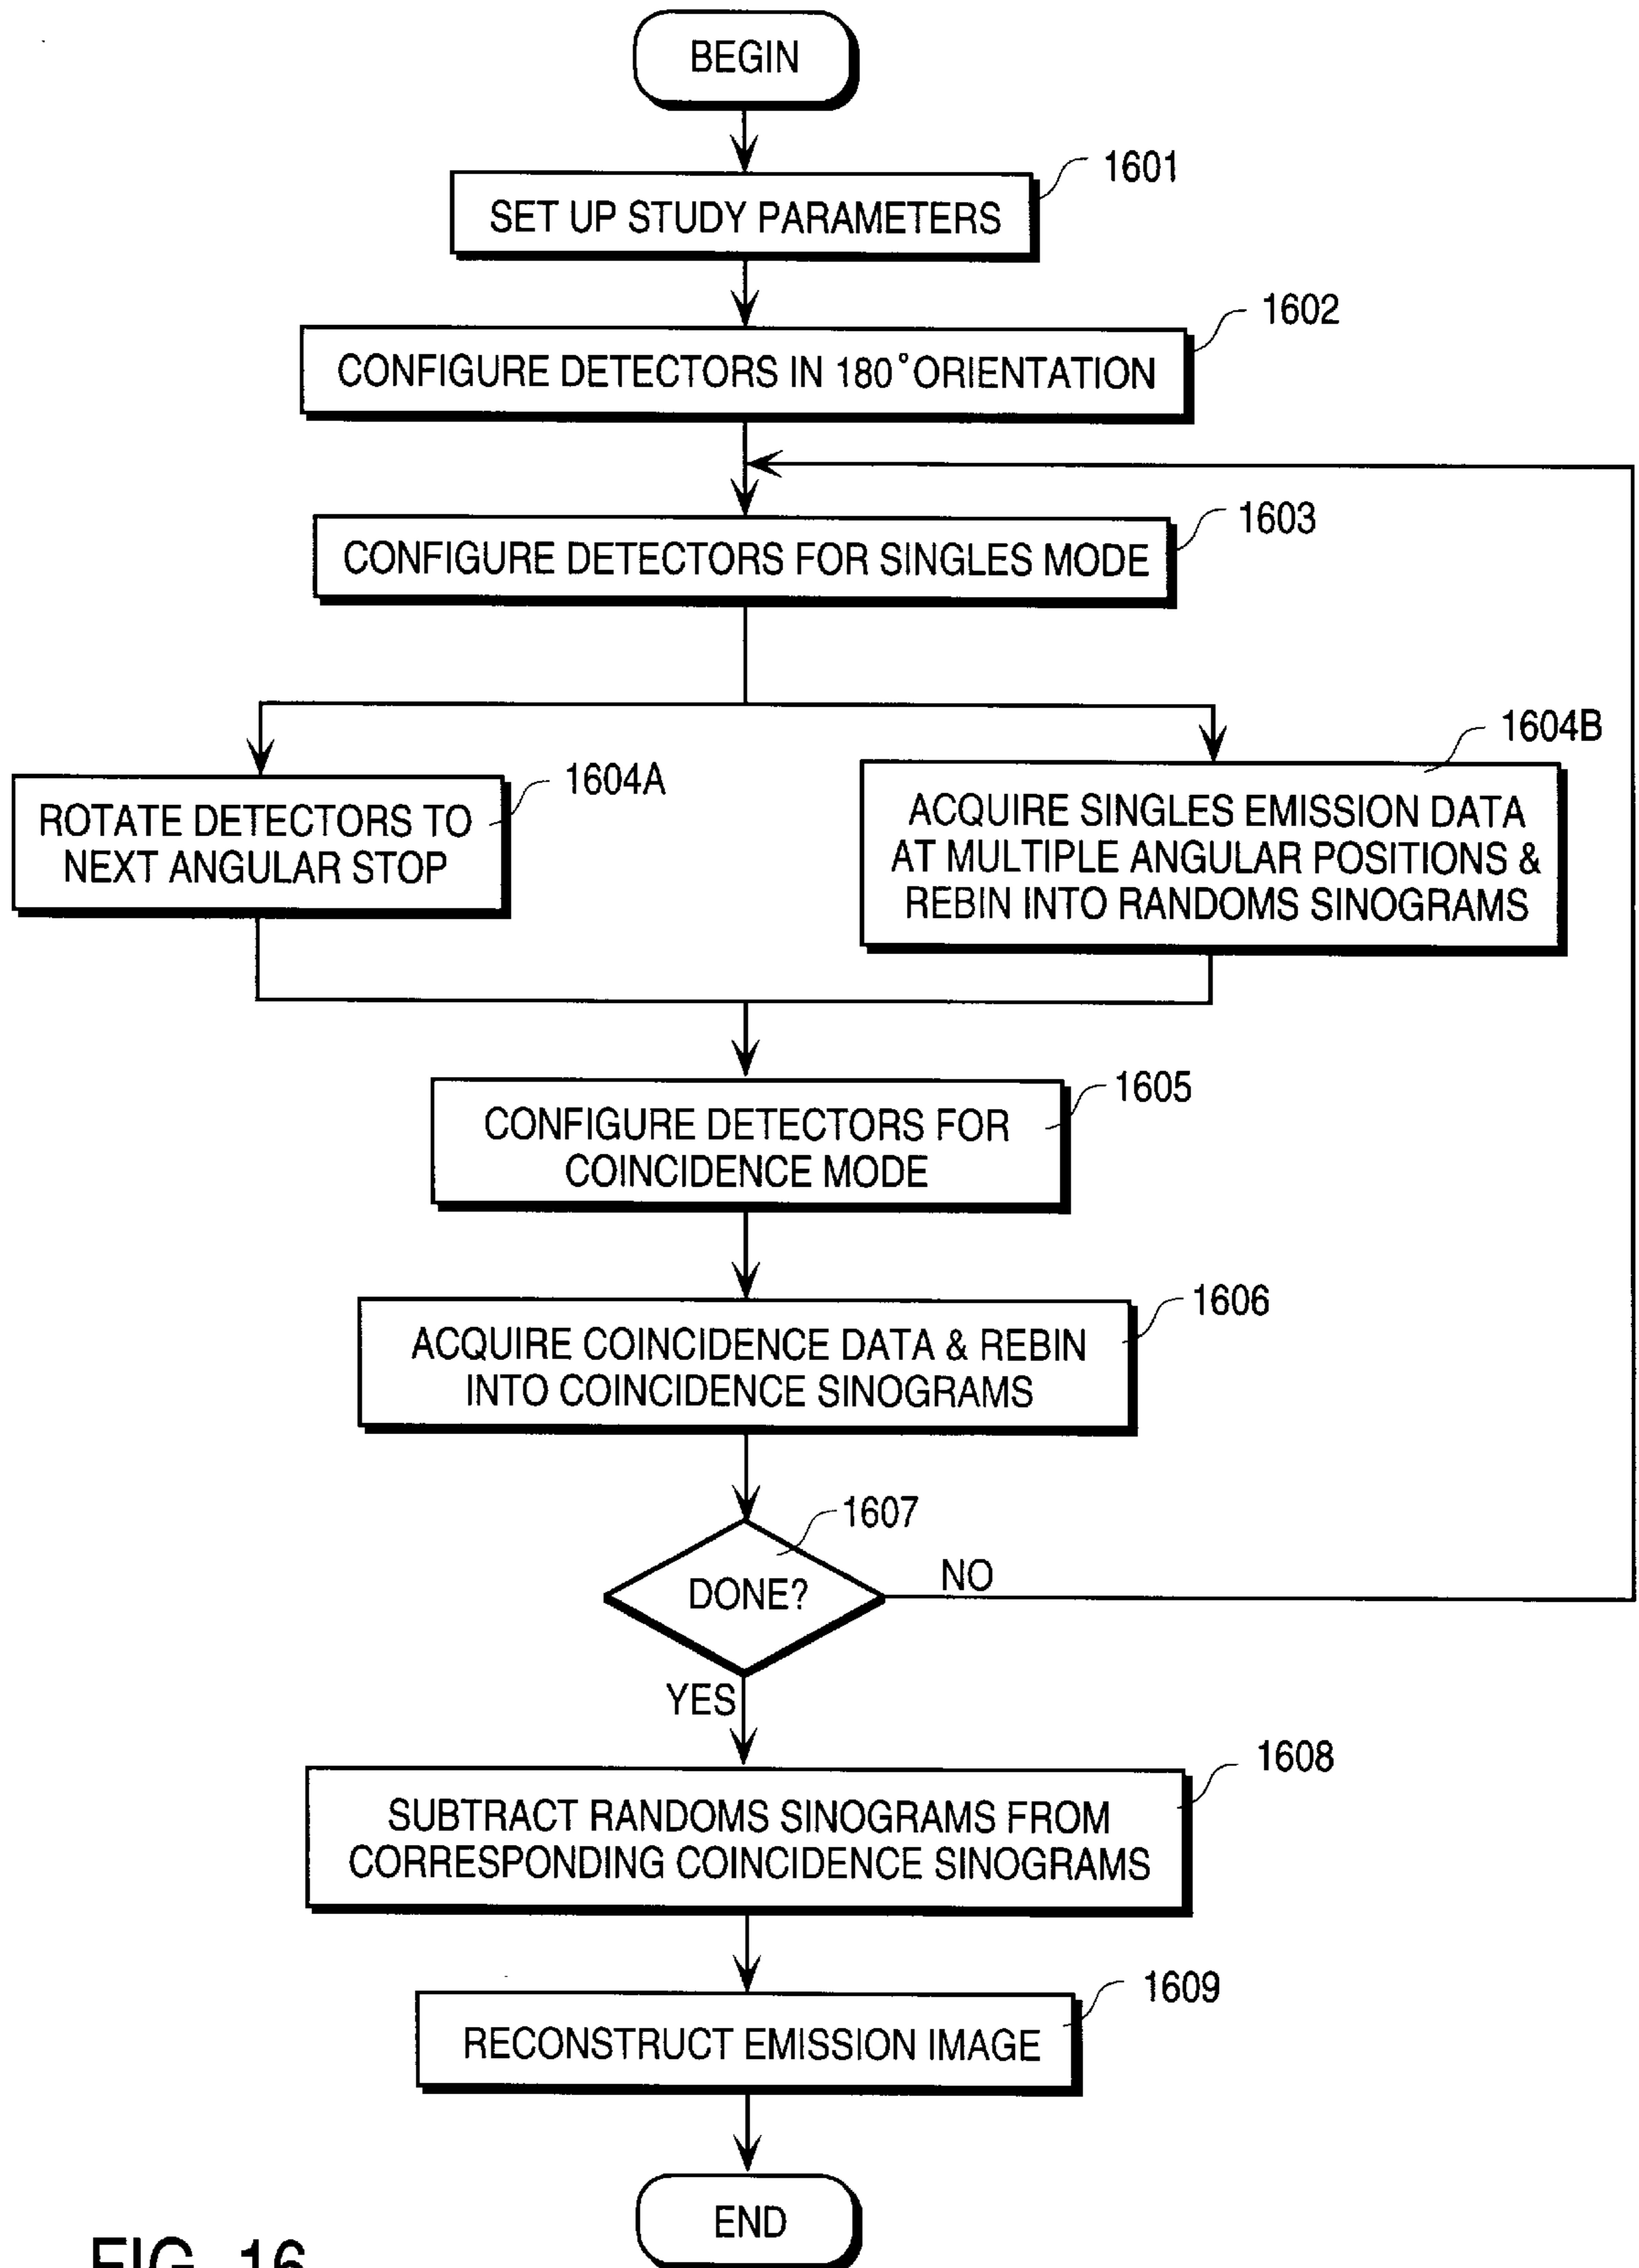 BEGIN
1601
SET UP STUDY PARAMETERS
1602
CONFIGURE DETECTORS IN 180° ORIENTATION
1603
CONFIGURE DETECTORS FOR SINGLES MODE
1604A
ROTATE DETECTORS TO
NEXT ANGULAR STOP
1604B
ACQUIRE SINGLES EMISSION DATA
AT MULTIPLE ANGULAR POSITIONS &
REBIN INTO RANDOMS SINOGRAMS
1605
CONFIGURE DETECTORS FOR
COINCIDENCE MODE
1606
ACQUIRE COINCIDENCE DATA & REBIN
INTO COINCIDENCE SINOGRAMS
1607
DONE?
NO
YES
1608
SUBTRACT RANDOMS SINOGRAMS FROM
CORRESPONDING COINCIDENCE SINOGRAMS
1609
RECONSTRUCT EMISSION IMAGE
END
FIG. 16